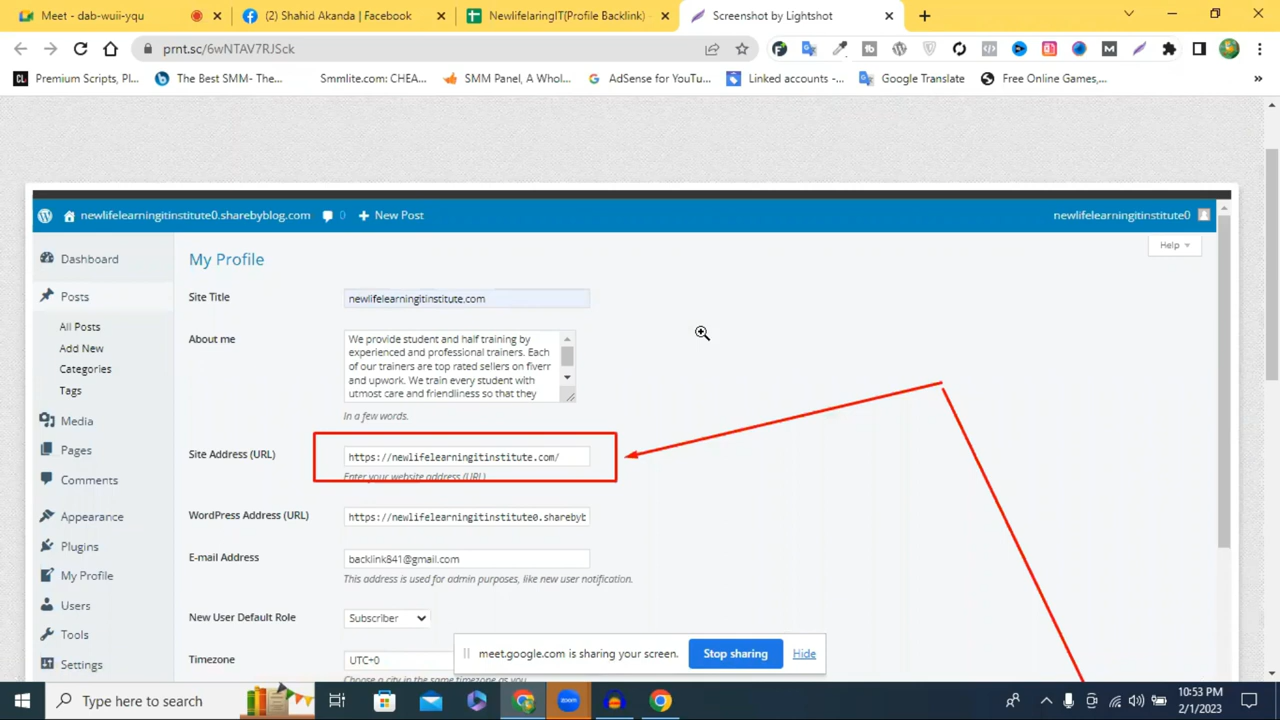 Meet - dab-wuii-yqu
Shahid Akanda | Facebook
NewlifelaringIT(Profile Backlink)
Screenshot by Lightshot
prnt.sc/6wNTAV7RJSck
Premium Scripts, Pl...
The Best SMM- The...
Smmlite.com: CHEA...
SMM Panel, A Whol...
AdSense for YouTu...
Linked accounts -...
Google Translate
Free Online Games,...
newlifelearningitinstitute0.sharebyblog.com
0
New Post
newlifelearningitinstitute0
Help
Dashboard
Posts
All Posts
Add New
Categories
Tags
Media
Pages
Comments
Appearance
Plugins
My Profile
Users
Tools
Settings
My Profile
Site Title
newlifelearningitinstitute.com
About me
We provide student and half training by
experienced and professional trainers. Each
of our trainers are top rated sellers on fiverr
and upwork. We train every student with
utmost care and friendliness so that they
In a few words.
Site Address (URL)
https://newlifelearningitinstitute.com/
Enter your website address (URL)
WordPress Address (URL)
https://newlifelearningitinstitute0.sharebyt
E-mail Address
backlink841@gmail.com
This address is used for admin purposes, like new user notification.
New User Default Role
Subscriber
Timezone
UTC+0
Choose a city in the same timezone as you.
meet.google.com is sharing your screen.
Stop sharing
Hide
Type here to search
10:53 PM
2/1/2023